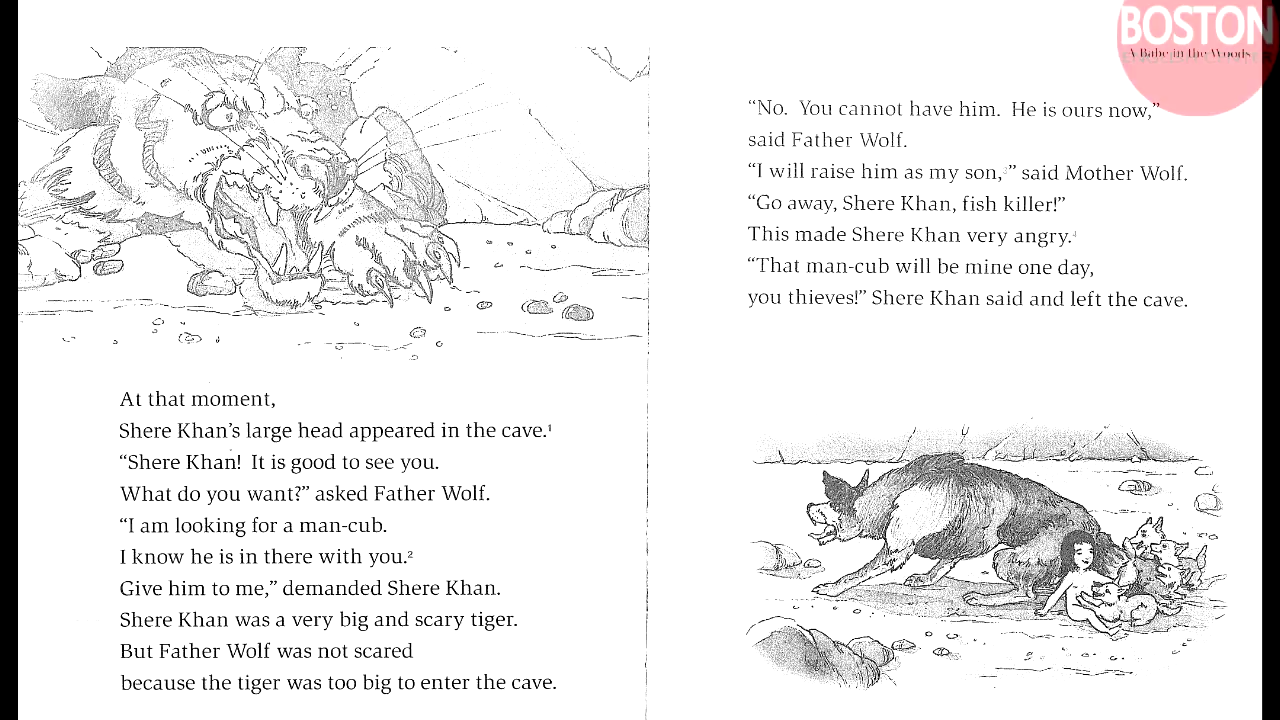 BOSTON
A Babe in the Woods
At that moment,
Shere Khan's large head appeared in the cave.¹
“Shere Khan! It is good to see you.
What do you want?” asked Father Wolf.
“I am looking for a man-cub.
I know he is in there with you.²
Give him to me,” demanded Shere Khan.
Shere Khan was a very big and scary tiger.
But Father Wolf was not scared
because the tiger was too big to enter the cave.
“No. You cannot have him. He is ours now,”
said Father Wolf.
“I will raise him as my son,” said Mother Wolf.
“Go away, Shere Khan, fish killer!”
This made Shere Khan very angry.
“That man-cub will be mine one day,
you thieves!” Shere Khan said and left the cave.